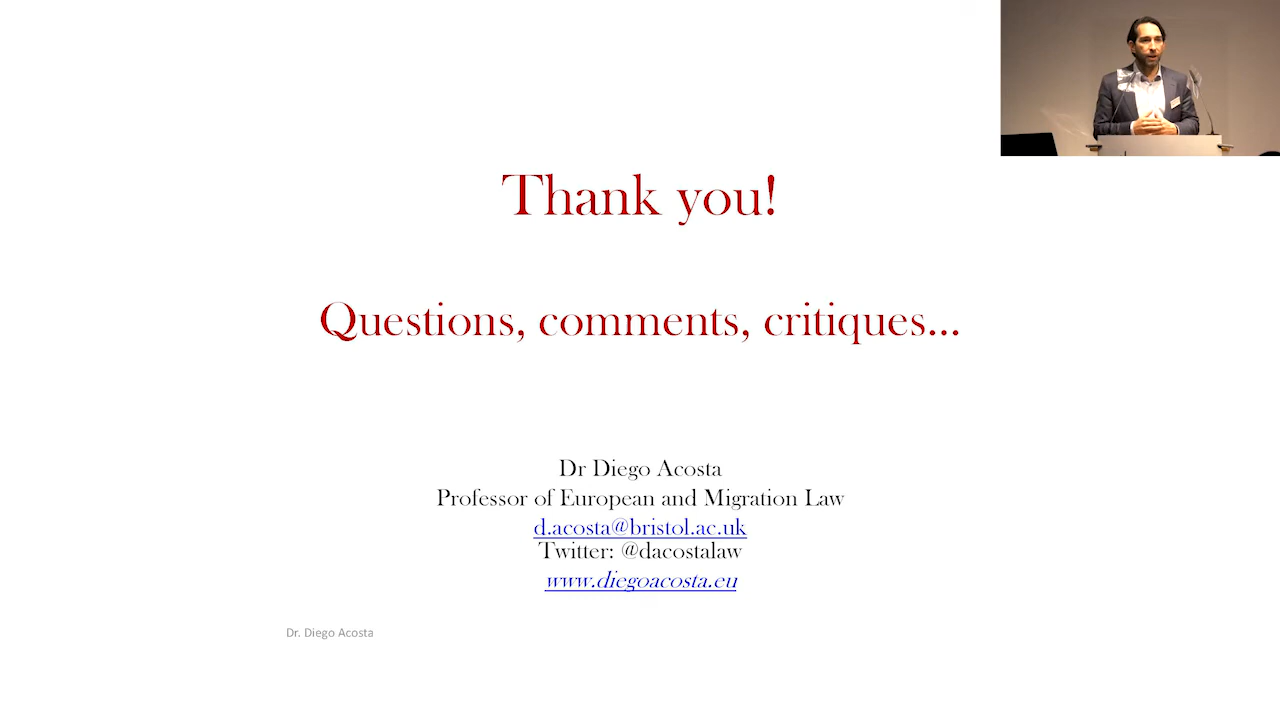 Thank you!
Questions, comments, critiques...
Dr Diego Acosta
Professor of European and Migration Law
d.acosta@bristol.ac.uk
Twitter: @dacostalaw
www.diegoacosta.eu
Dr. Diego Acosta